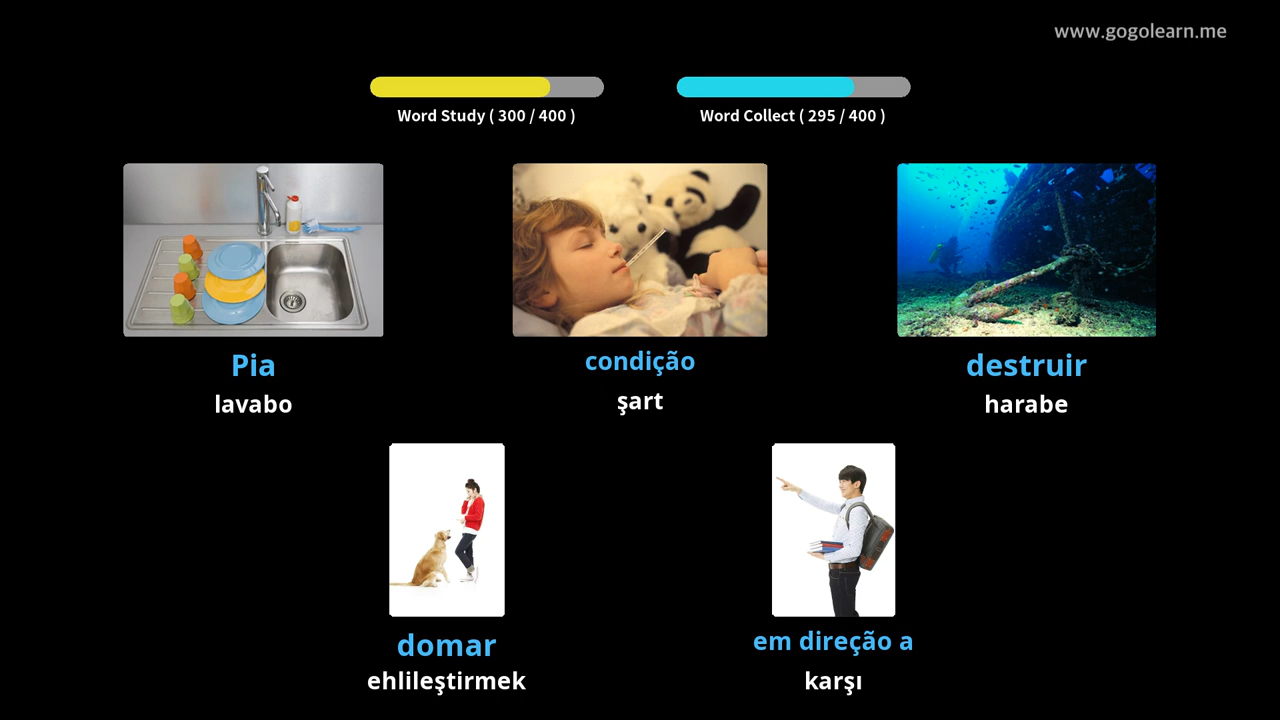 www.gogolearn.me
Word Study ( 300 / 400 )
Word Collect ( 295 / 400 )
Pia
lavabo
condição
şart
destruir
harabe
domar
ehlileştirmek
em direção a
karşı